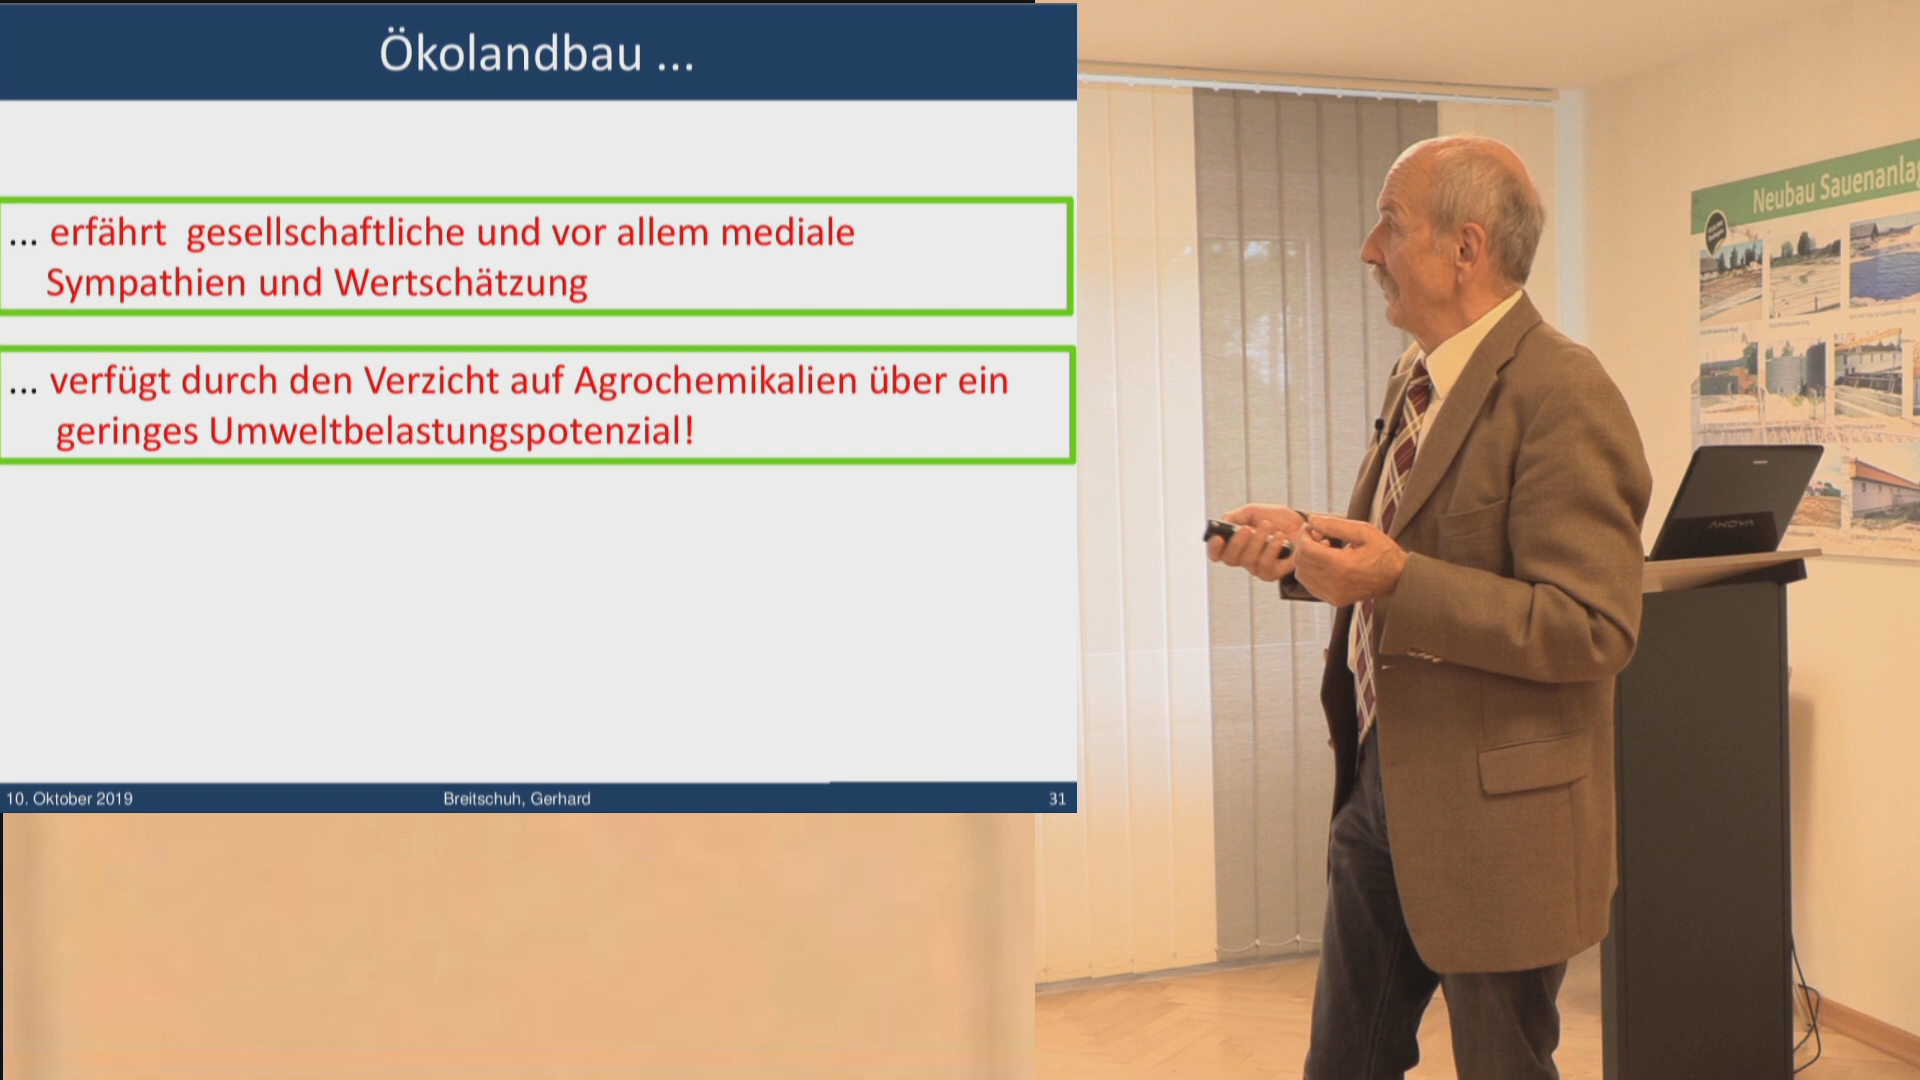 Ökolandbau ...
... erfährt gesellschaftliche und vor allem mediale
Sympathien und Wertschätzung
... verfügt durch den Verzicht auf Agrochemikalien über ein
geringes Umweltbelastungspotenzial!
10. Oktober 2019
Breitschuh, Gerhard
31
Neubau Sauenanla
AKOYA